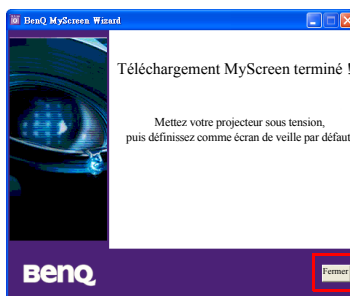 BenQ MyScreen Wizard
Téléchargement MyScreen terminé !
Mettez votre projecteur sous tension,
puis définissez comme écran de veille par défaut
BenQ
Fermer